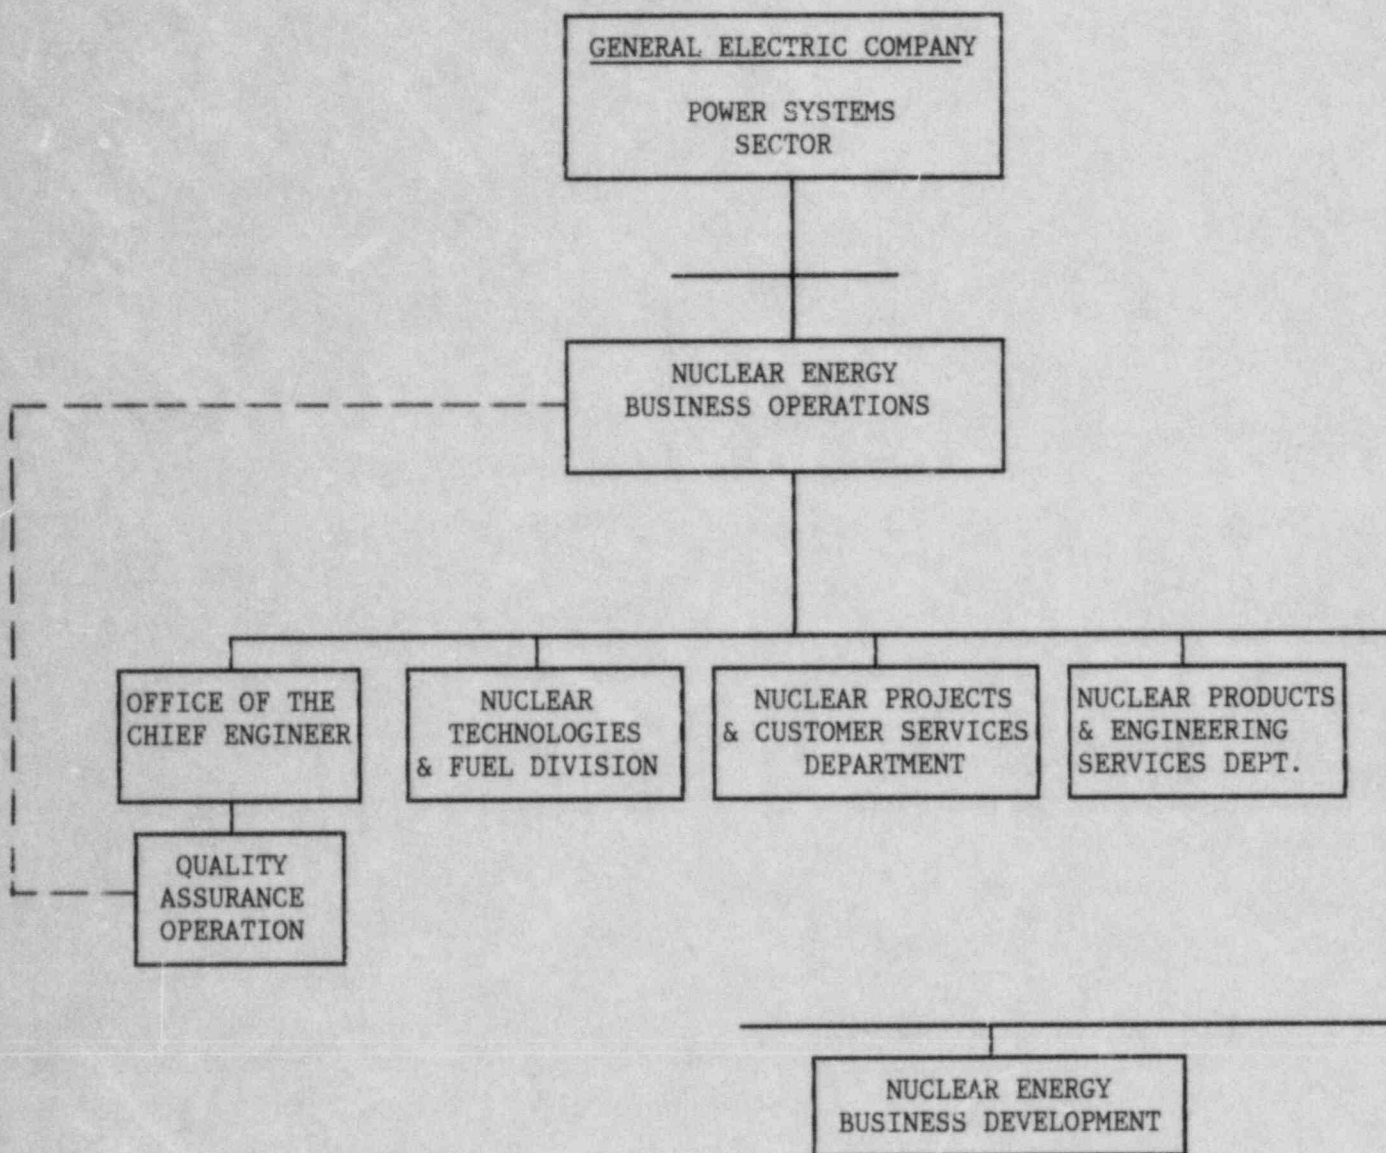 GENERAL ELECTRIC COMPANY
POWER SYSTEMS
SECTOR
NUCLEAR ENERGY
BUSINESS OPERATIONS
OFFICE OF THE
CHIEF ENGINEER
NUCLEAR
TECHNOLOGIES
& FUEL DIVISION
NUCLEAR PROJECTS
& CUSTOMER SERVICES
DEPARTMENT
NUCLEAR PRODUCTS
& ENGINEERING
SERVICES DEPT.
QUALITY
ASSURANCE
OPERATION
NUCLEAR ENERGY
BUSINESS DEVELOPMENT